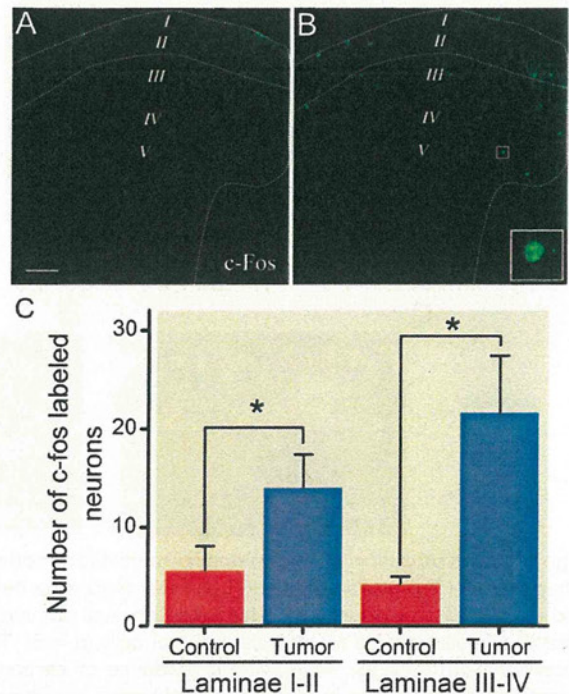 A
B
I
II
III
IV
V
I
II
III
IV
V
c-Fos
C
Number of c-fos labeled
neurons
30
20
10
0
*
*
Control
Tumor
Control
Tumor
Laminae I-II
Laminae III-IV